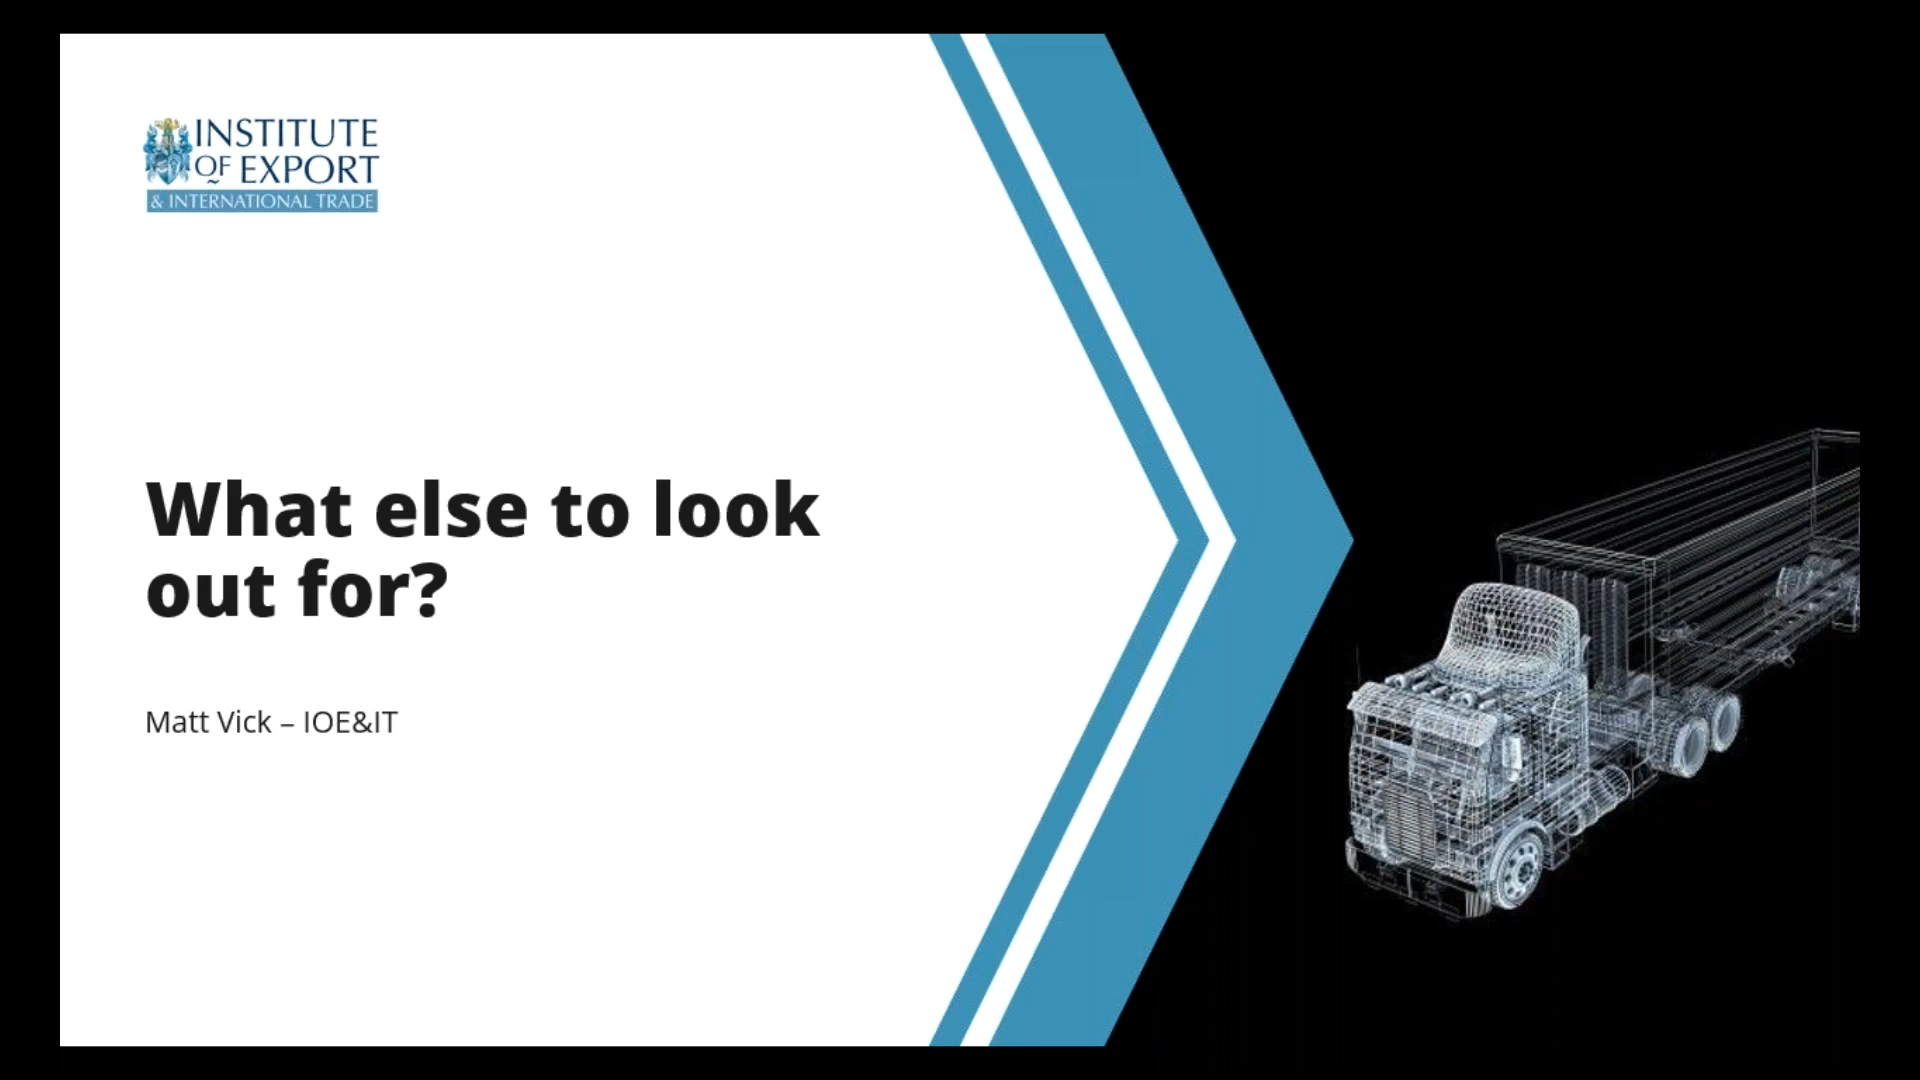 INSTITUTE
OF EXPORT
& INTERNATIONAL TRADE
What else to look
out for?
Matt Vick – IOE&IT